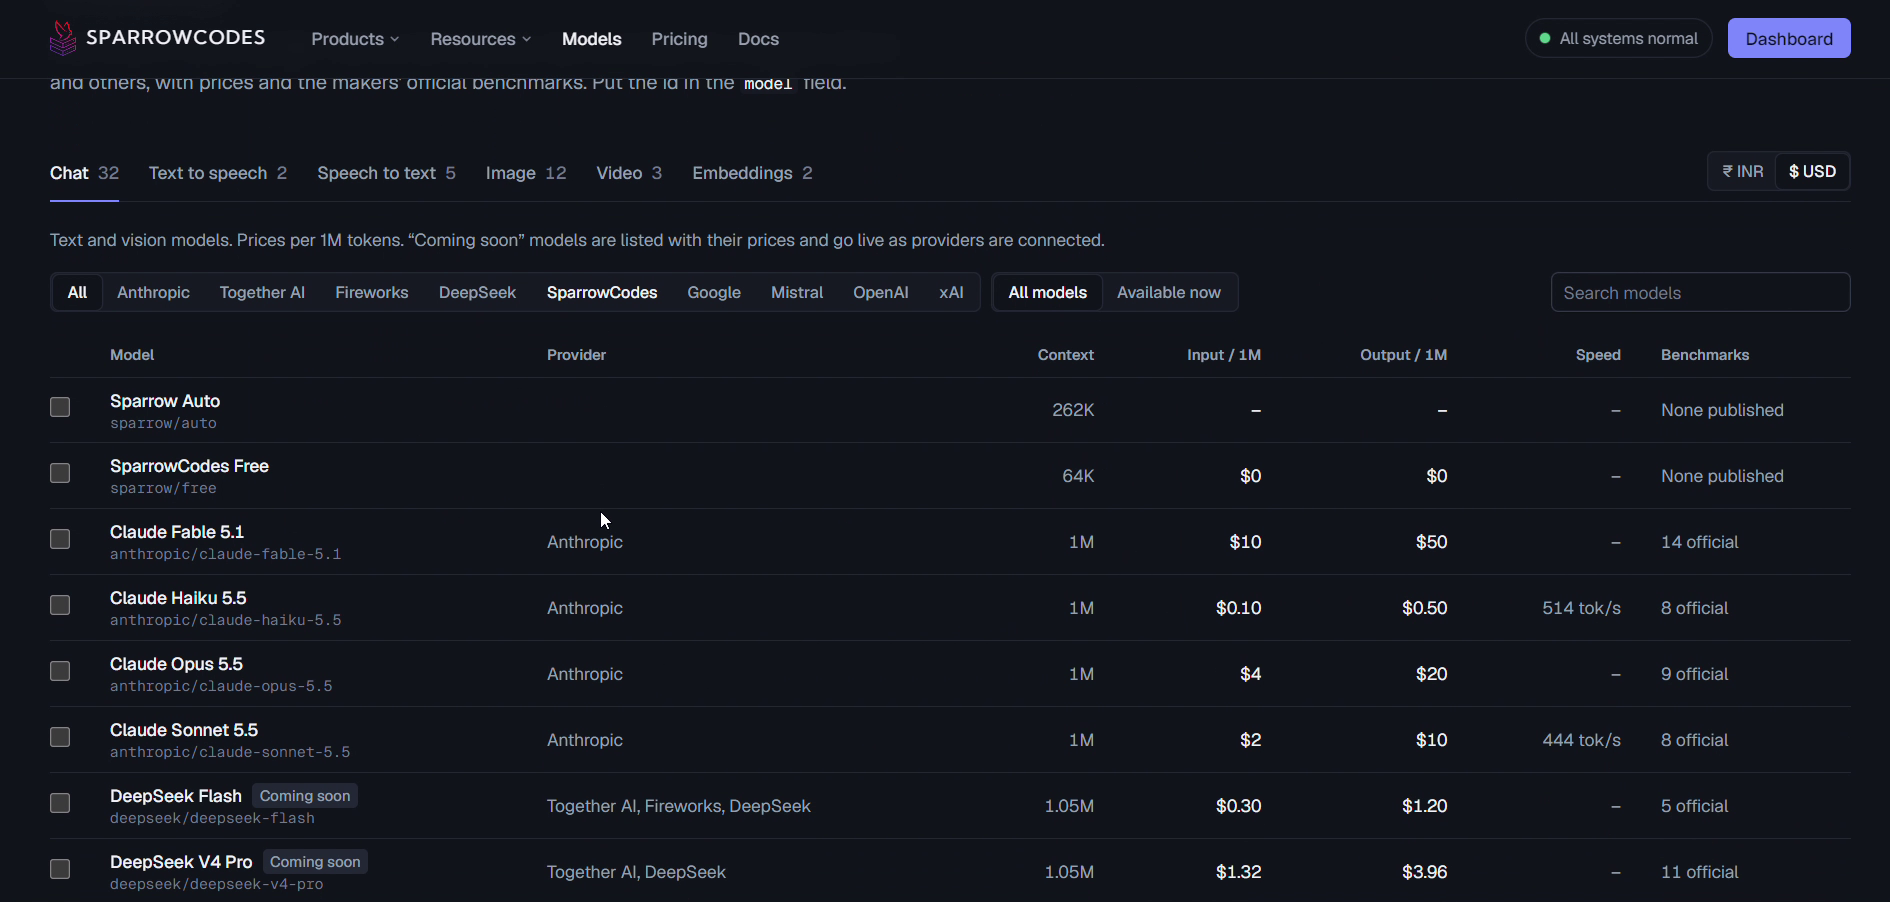 SPARROWCODES Products Resources Models Pricing Docs All systems normal Dashboard
and others, with prices and the makers' official benchmarks. Put the id in the model field.
Chat 32 Text to speech 2 Speech to text 5 Image 12 Video 3 Embeddings 2 ₹ INR $ USD
Text and vision models. Prices per 1M tokens. “Coming soon” models are listed with their prices and go live as providers are connected.
All Anthropic Together AI Fireworks DeepSeek SparrowCodes Google Mistral OpenAI xAI All models Available now Search models
Model Provider Context Input / 1M Output / 1M Speed Benchmarks
Sparrow Auto
sparrow/auto
262K – – – None published
SparrowCodes Free
sparrow/free
64K $0 $0 – None published
Claude Fable 5.1
anthropic/claude-fable-5.1
Anthropic 1M $10 $50 – 14 official
Claude Haiku 5.5
anthropic/claude-haiku-5.5
Anthropic 1M $0.10 $0.50 514 tok/s 8 official
Claude Opus 5.5
anthropic/claude-opus-5.5
Anthropic 1M $4 $20 – 9 official
Claude Sonnet 5.5
anthropic/claude-sonnet-5.5
Anthropic 1M $2 $10 444 tok/s 8 official
DeepSeek Flash Coming soon
deepseek/deepseek-flash
Together AI, Fireworks, DeepSeek 1.05M $0.30 $1.20 – 5 official
DeepSeek V4 Pro Coming soon
deepseek/deepseek-v4-pro
Together AI, DeepSeek 1.05M $1.32 $3.96 – 11 official